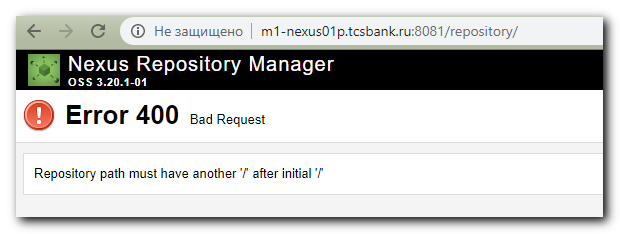 Не защищено m1-nexus01p.tcsbank.ru:8081/repository/
Nexus Repository Manager
OSS 3.20.1-01
Error 400 Bad Request
Repository path must have another '/' after initial '/'